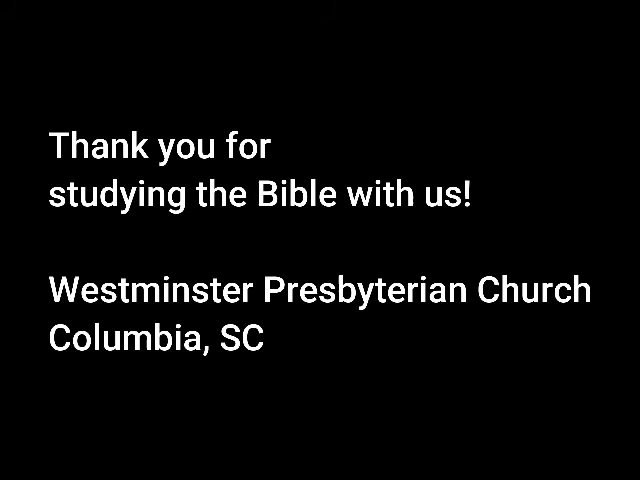 Thank you for
studying the Bible with us!
Westminster Presbyterian Church
Columbia, SC